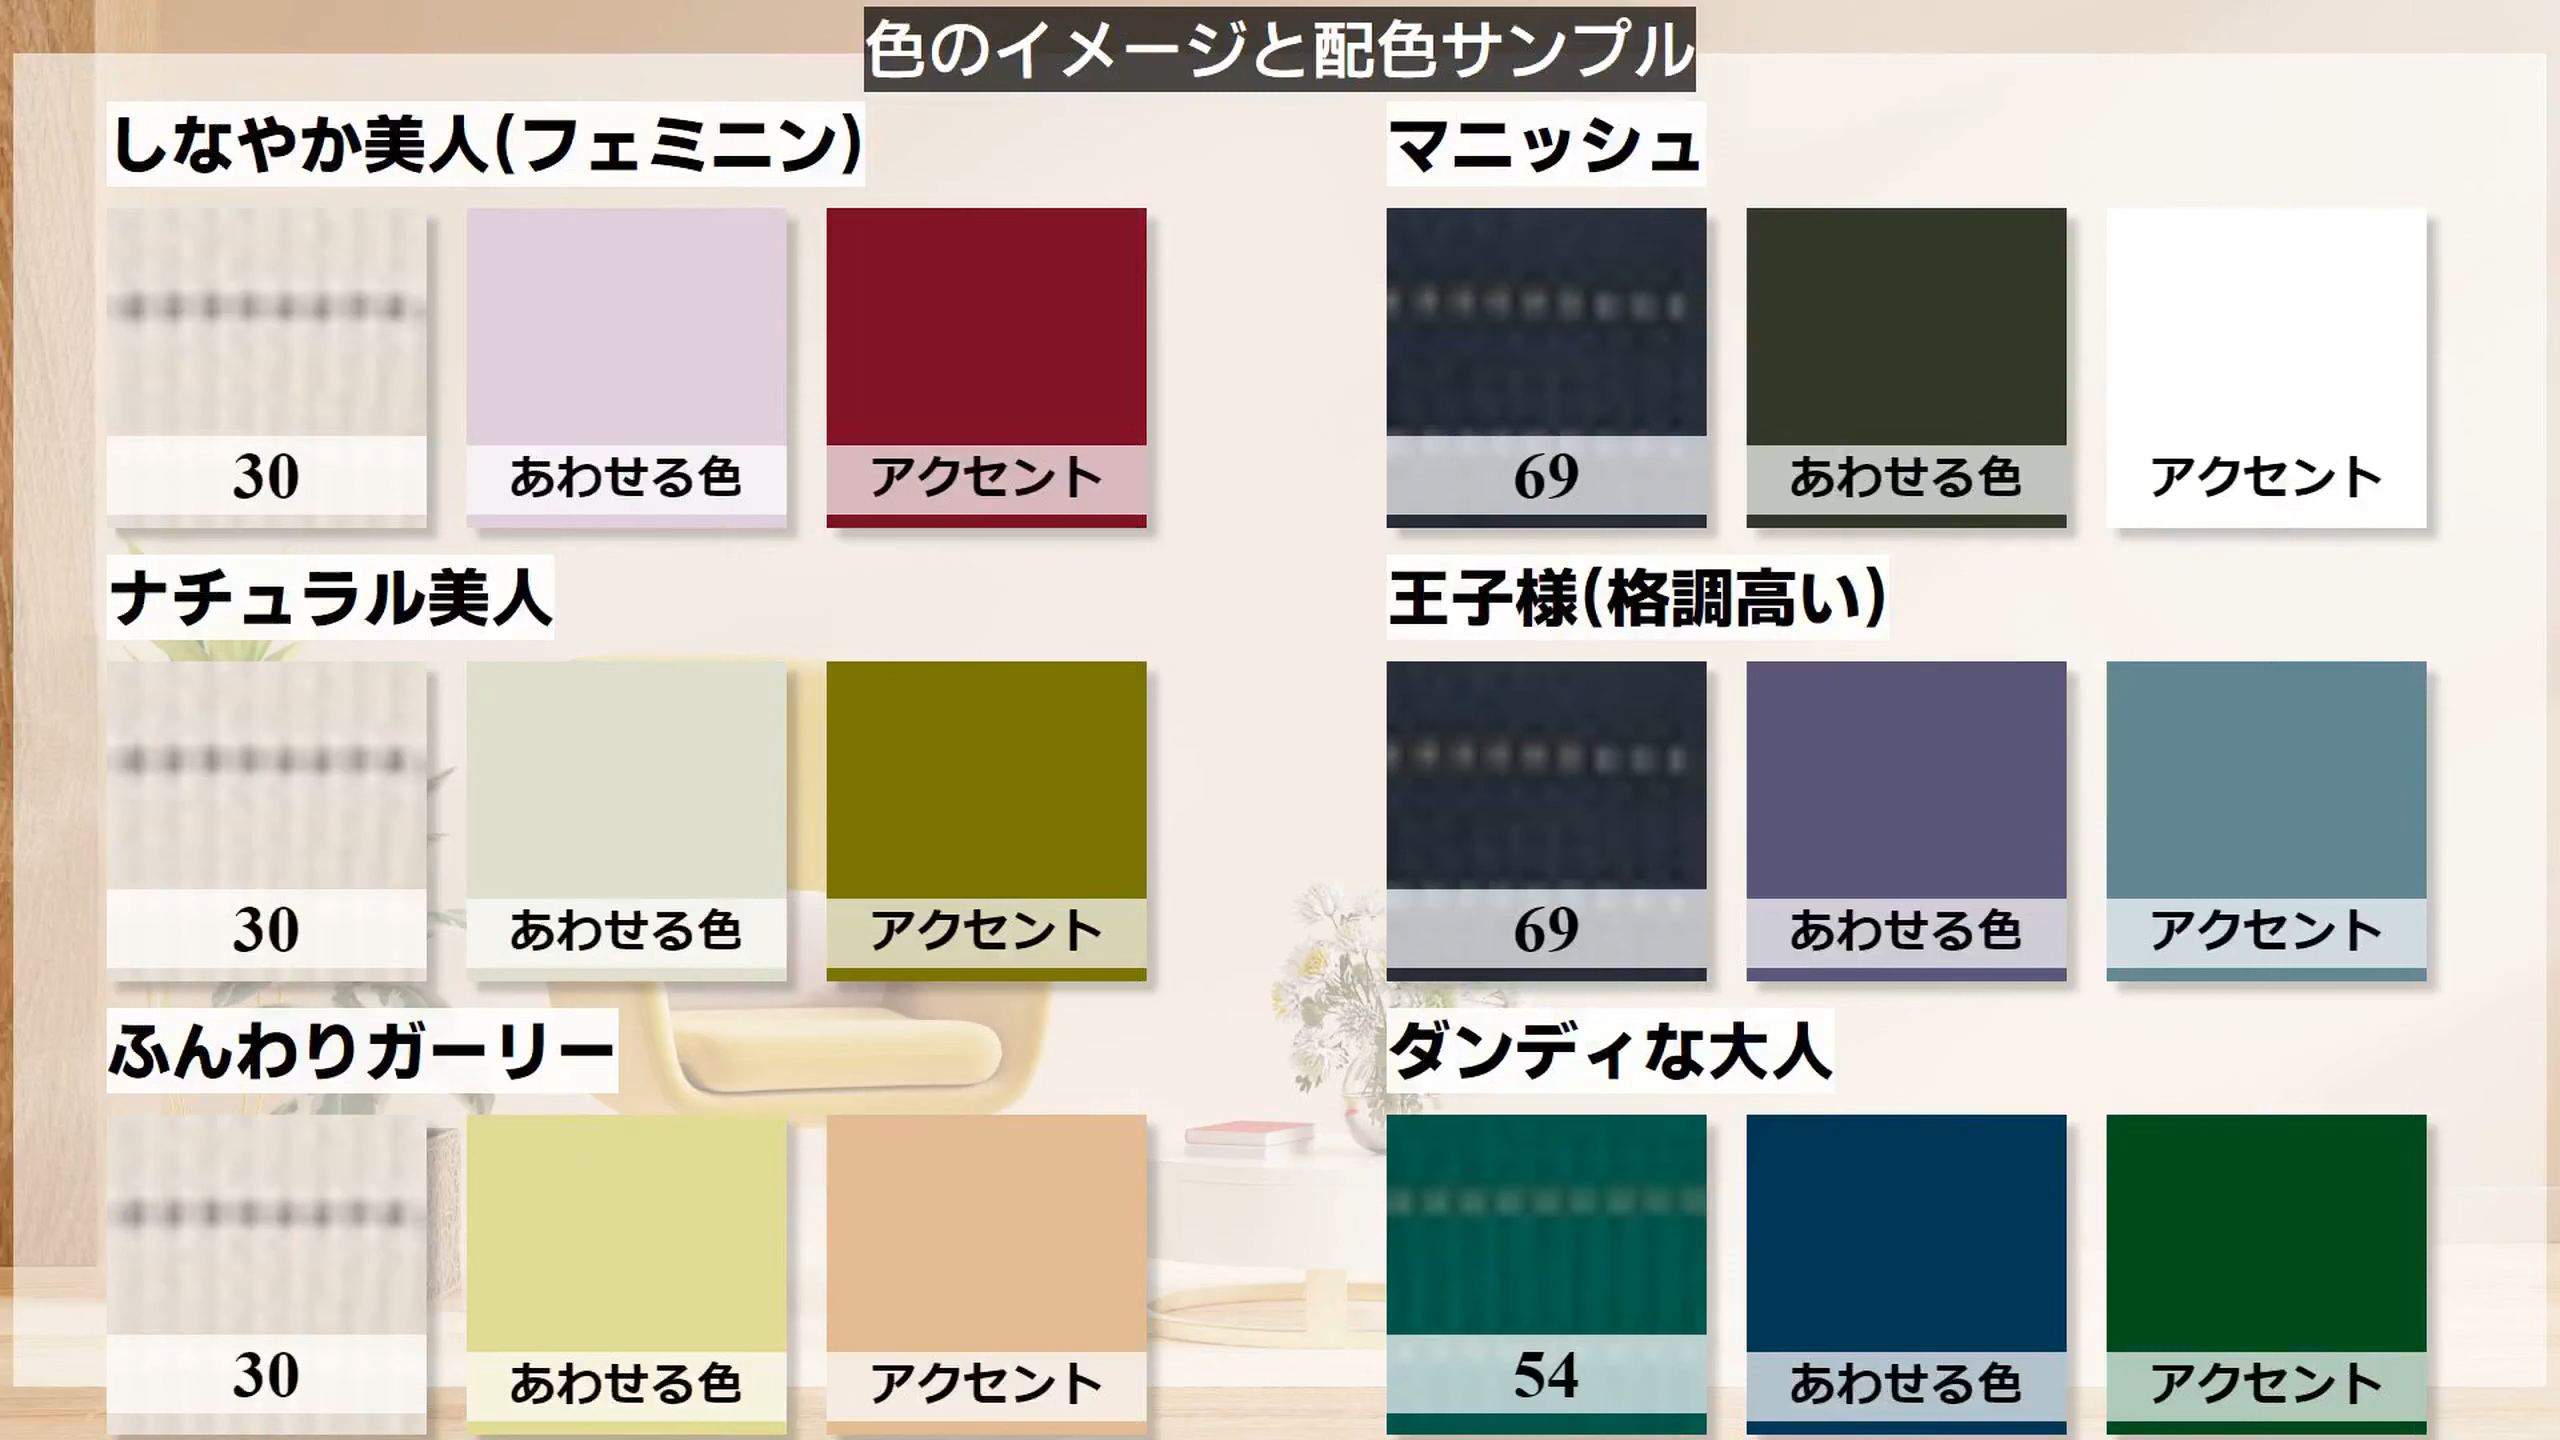 色のイメージと配色サンプル
しなやか美人(フェミニン)
30
あわせる色
アクセント
マニッシュ
69
あわせる色
アクセント
ナチュラル美人
30
あわせる色
アクセント
王子様(格調高い)
69
あわせる色
アクセント
ふんわりガーリー
30
あわせる色
アクセント
ダンディな大人
54
あわせる色
アクセント